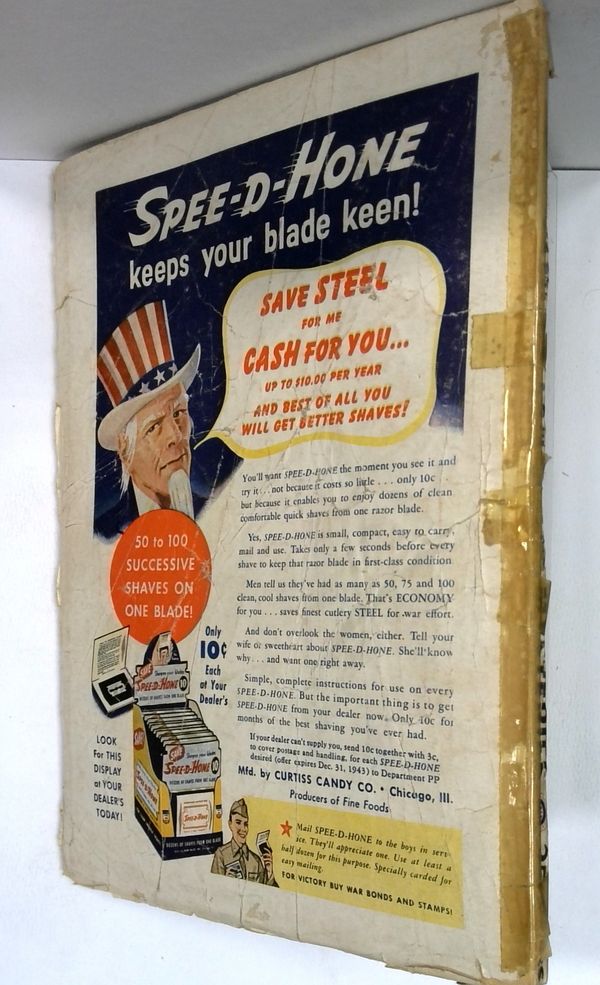 SPEE-D-HONE
keeps your blade keen!
SAVE STEEL
FOR ME
CASH FOR YOU...
UP TO $10.00 PER YEAR
AND BEST OF ALL YOU
WILL GET BETTER SHAVES!
You'll want SPEE-D-HONE the moment you see it and
try it . . . not because it costs so little . . . only 10c . .
but because it enables you to enjoy dozens of clean
comfortable quick shaves from one razor blade.
Yes, SPEE-D-HONE is small, compact, easy to carry,
mail and use. Takes only a few seconds before every
shave to keep that razor blade in first-class condition
Men tell us they've had as many as 50, 75 and 100
clean, cool shaves from one blade. That's ECONOMY
for you . . . saves finest cutlery STEEL for war effort.
And don't overlook the women, either. Tell your
wife or sweetheart about SPEE-D-HONE. She'll know
why . . . and want one right away.
Simple, complete instructions for use on every
SPEE-D-HONE. But the important thing is to get
SPEE-D-HONE from your dealer now. Only 10c for
months of the best shaving you've ever had.
If your dealer can't supply you, send 10c together with 3c,
to cover postage and handling, for each SPEE-D-HONE
desired (offer expires Dec. 31, 1943) to Department PP
Mfd. by CURTISS CANDY CO. • Chicago, Ill.
Producers of Fine Foods
50 to 100
SUCCESSIVE
SHAVES ON
ONE BLADE!
Only
10¢
Each
at Your
Dealer's
LOOK
For THIS
DISPLAY
at YOUR
DEALER'S
TODAY!
SPEE-D-HONE 10
SPEE-D-HONE 10
Mail SPEE-D-HONE to the boys in serv-
ice. They'll appreciate one. Use at least a
half dozen for this purpose. Specially carded for
easy mailing.
FOR VICTORY BUY WAR BONDS AND STAMPS!